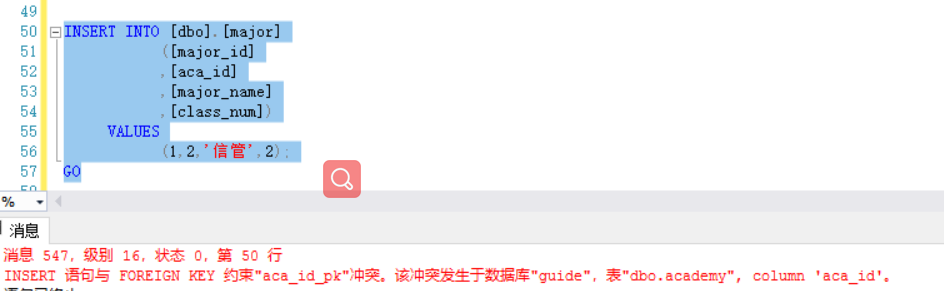 49
50 INSERT INTO [dbo].[major]
51 ([major_id]
52 ,[aca_id]
53 ,[major_name]
54 ,[class_num])
55 VALUES
56 (1,2,'信管',2);
57 GO
%
消息
消息 547，级别 16，状态 0，第 50 行
INSERT 语句与 FOREIGN KEY 约束"aca_id_pk"冲突。该冲突发生于数据库"guide"，表"dbo.academy", column 'aca_id'。